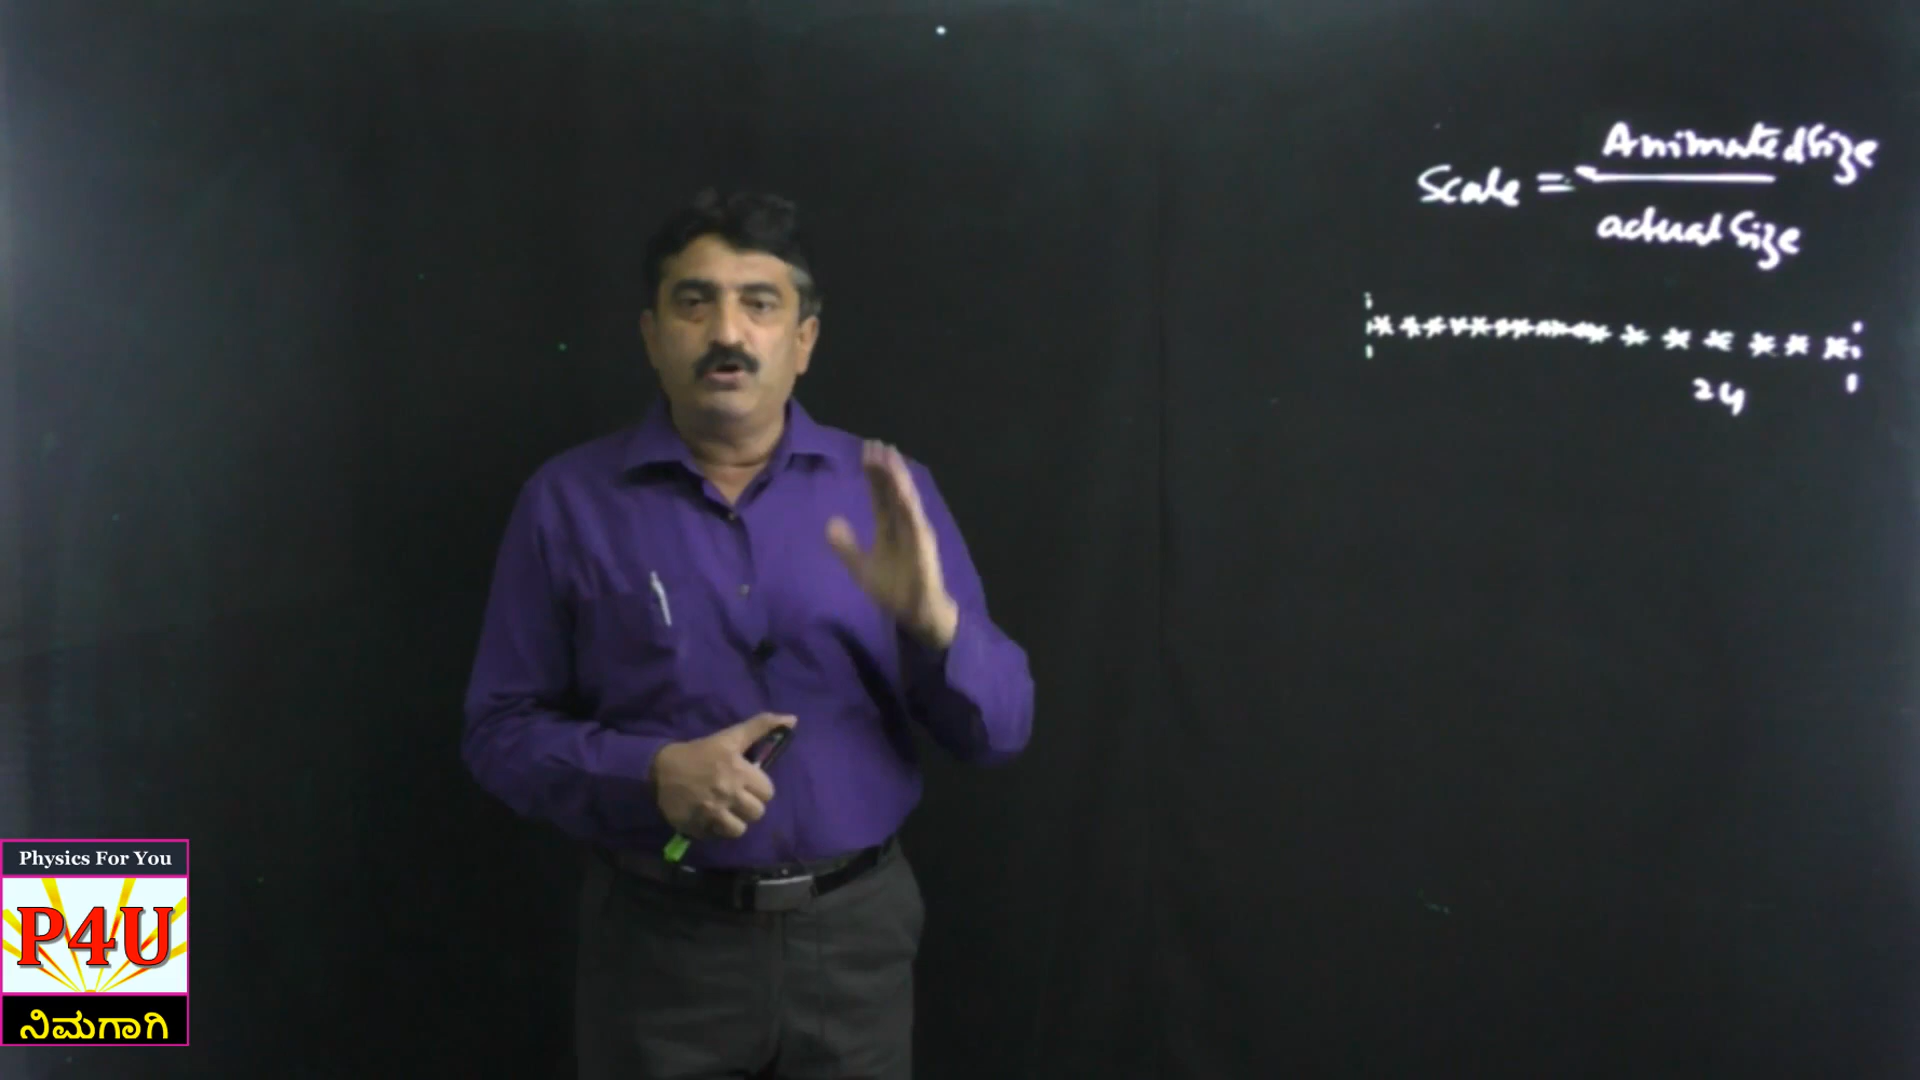 Scale = Animated Size
actual Size
24
Physics For You
P4U
ನಿಮಗಾಗಿ